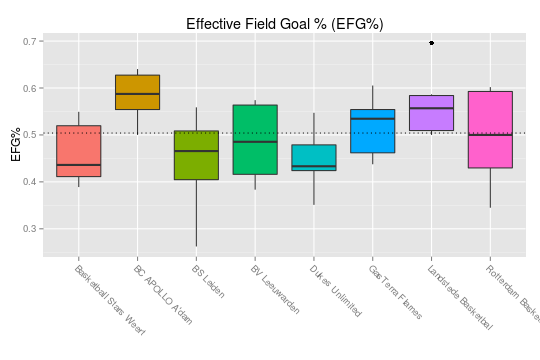 Effective Field Goal % (EFG%)
EFG%
0.7
0.6
0.5
0.4
0.3
Basketball Stars Weert
BC APOLLO A'dam
BS Leiden
BV Leeuwarden
Dukes Unlimited
GasTerra Flames
Landstede Basketbal
Rotterdam Baske